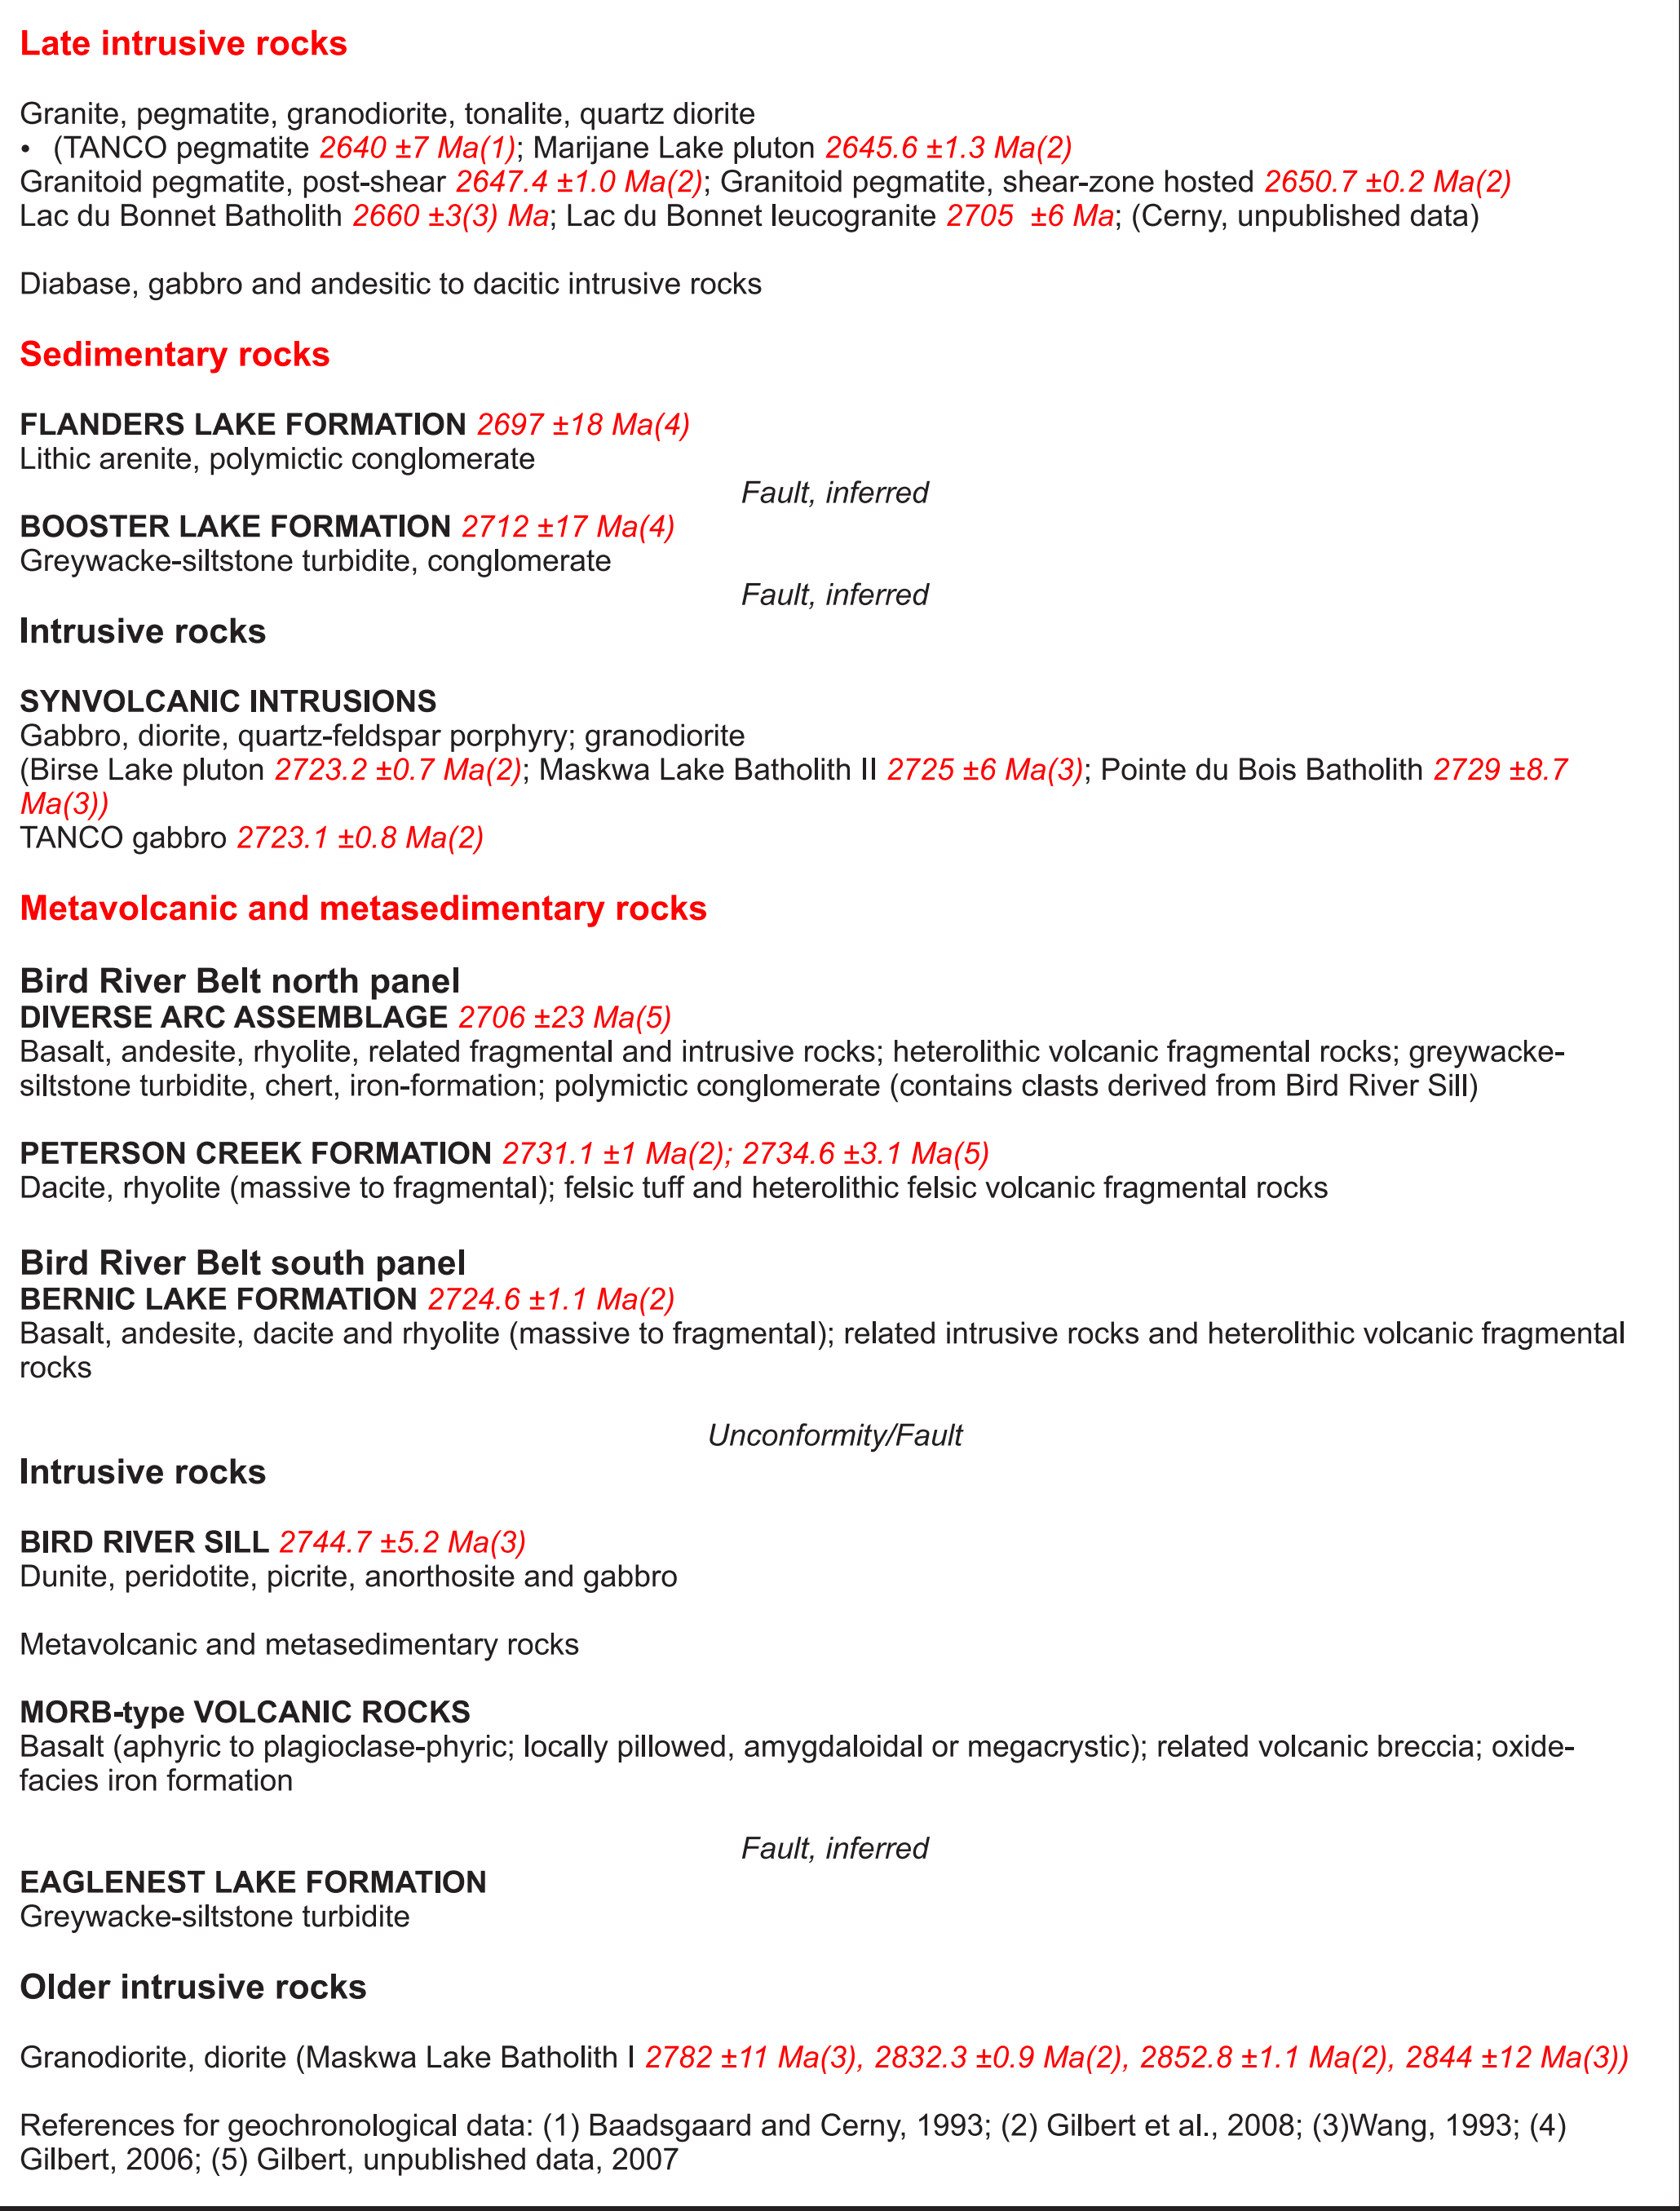 Late intrusive rocks
Granite, pegmatite, granodiorite, tonalite, quartz diorite
• (TANCO pegmatite 2640 ±7 Ma(1); Marijane Lake pluton 2645.6 ±1.3 Ma(2)
Granitoid pegmatite, post-shear 2647.4 ±1.0 Ma(2); Granitoid pegmatite, shear-zone hosted 2650.7 ±0.2 Ma(2)
Lac du Bonnet Batholith 2660 ±3(3) Ma; Lac du Bonnet leucogranite 2705 ±6 Ma; (Cerny, unpublished data)
Diabase, gabbro and andesitic to dacitic intrusive rocks
Sedimentary rocks
FLANDERS LAKE FORMATION 2697 ±18 Ma(4)
Lithic arenite, polymictic conglomerate
Fault, inferred
BOOSTER LAKE FORMATION 2712 ±17 Ma(4)
Greywacke-siltstone turbidite, conglomerate
Fault, inferred
Intrusive rocks
SYNVOLCANIC INTRUSIONS
Gabbro, diorite, quartz-feldspar porphyry; granodiorite
(Birse Lake pluton 2723.2 ±0.7 Ma(2); Maskwa Lake Batholith II 2725 ±6 Ma(3); Pointe du Bois Batholith 2729 ±8.7
Ma(3))
TANCO gabbro 2723.1 ±0.8 Ma(2)
Metavolcanic and metasedimentary rocks
Bird River Belt north panel
DIVERSE ARC ASSEMBLAGE 2706 ±23 Ma(5)
Basalt, andesite, rhyolite, related fragmental and intrusive rocks; heterolithic volcanic fragmental rocks; greywacke-
siltstone turbidite, chert, iron-formation; polymictic conglomerate (contains clasts derived from Bird River Sill)
PETERSON CREEK FORMATION 2731.1 ±1 Ma(2); 2734.6 ±3.1 Ma(5)
Dacite, rhyolite (massive to fragmental); felsic tuff and heterolithic felsic volcanic fragmental rocks
Bird River Belt south panel
BERNIC LAKE FORMATION 2724.6 ±1.1 Ma(2)
Basalt, andesite, dacite and rhyolite (massive to fragmental); related intrusive rocks and heterolithic volcanic fragmental
rocks
Unconformity/Fault
Intrusive rocks
BIRD RIVER SILL 2744.7 ±5.2 Ma(3)
Dunite, peridotite, picrite, anorthosite and gabbro
Metavolcanic and metasedimentary rocks
MORB-type VOLCANIC ROCKS
Basalt (aphyric to plagioclase-phyric; locally pillowed, amygdaloidal or megacrystic); related volcanic breccia; oxide-
facies iron formation
Fault, inferred
EAGLENEST LAKE FORMATION
Greywacke-siltstone turbidite
Older intrusive rocks
Granodiorite, diorite (Maskwa Lake Batholith I 2782 ±11 Ma(3), 2832.3 ±0.9 Ma(2), 2852.8 ±1.1 Ma(2), 2844 ±12 Ma(3))
References for geochronological data: (1) Baadsgaard and Cerny, 1993; (2) Gilbert et al., 2008; (3)Wang, 1993; (4)
Gilbert, 2006; (5) Gilbert, unpublished data, 2007